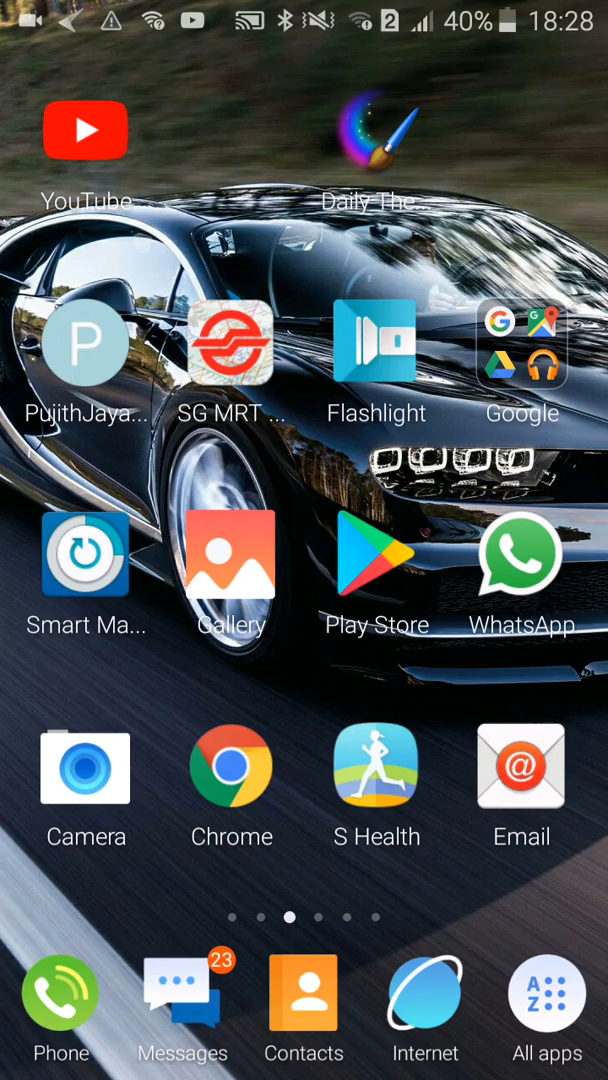 2 40% 18:28
YouTube... Daily The...
P
PujithJaya... SG MRT ... Flashlight Google
Smart Ma... Gallery Play Store WhatsApp
@
Camera Chrome S Health Email
23
A
Z
Phone Messages Contacts Internet All apps